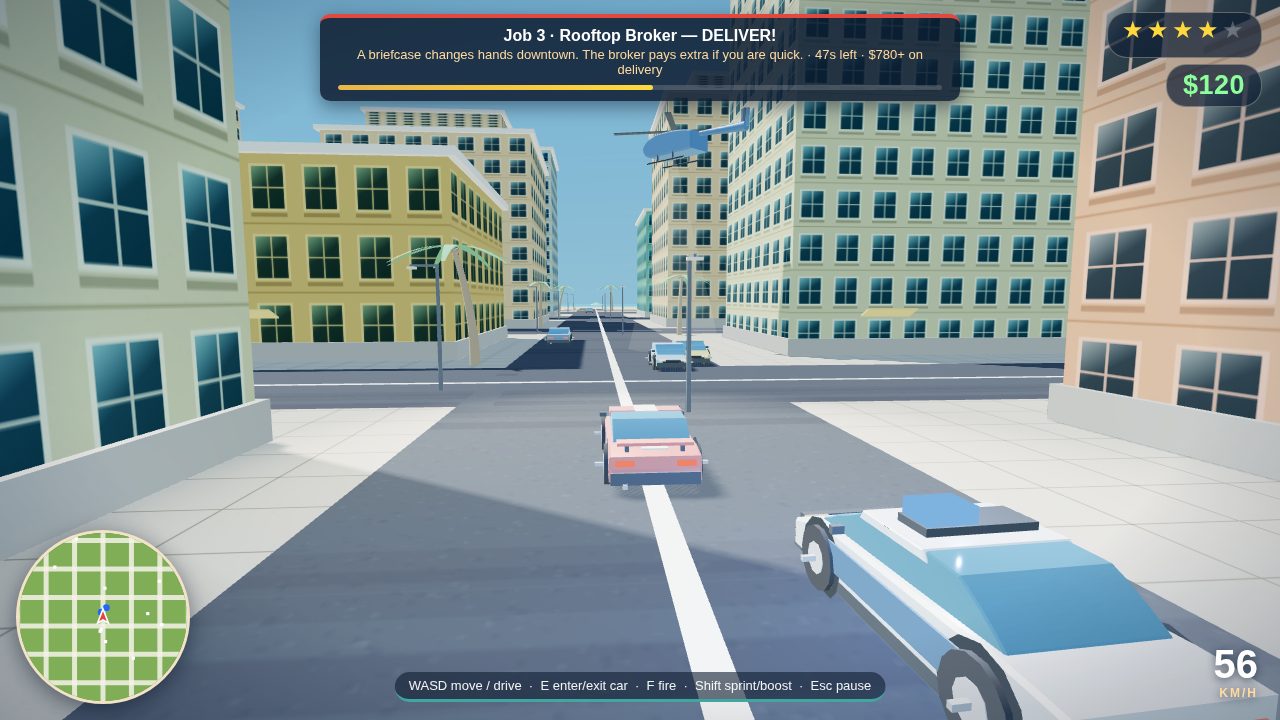 Job 3 · Rooftop Broker — DELIVER!
A briefcase changes hands downtown. The broker pays extra if you are quick. · 47s left · $780+ on
delivery
$120
WASD move / drive · E enter/exit car · F fire · Shift sprint/boost · Esc pause
56
KM/H